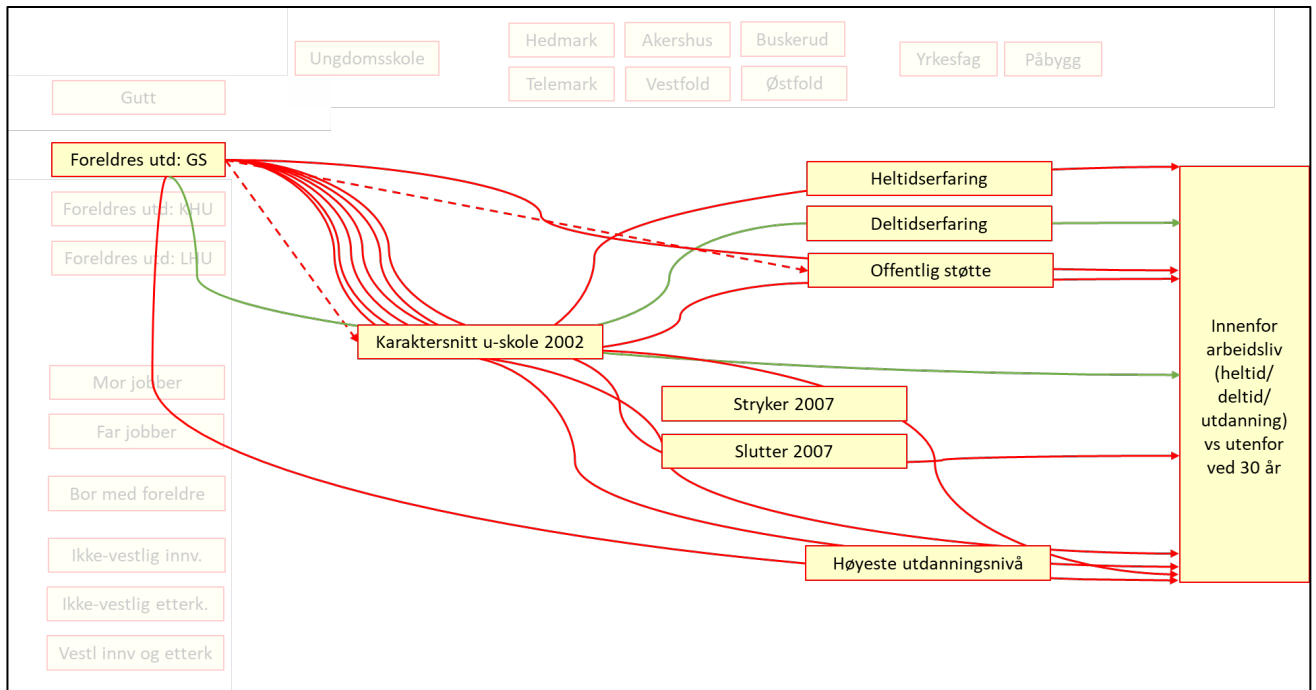 Ungdomsskole
Hedmark
Akershus
Buskerud
Telemark
Vestfold
Østfold
Yrkesfag
Påbygg
Gutt
Foreldres utd: GS
Foreldres utd: KHU
Foreldres utd: LHU
Mor jobber
Far jobber
Bor med foreldre
Ikke-vestlig innv.
Ikke-vestlig etterk.
Vestl innv og etterk
Karaktersnitt u-skole 2002
Heltidserfaring
Deltidserfaring
Offentlig støtte
Stryker 2007
Slutter 2007
Høyeste utdanningsnivå
Innenfor
arbeidsliv
(heltid/
deltid/
utdanning)
vs utenfor
ved 30 år